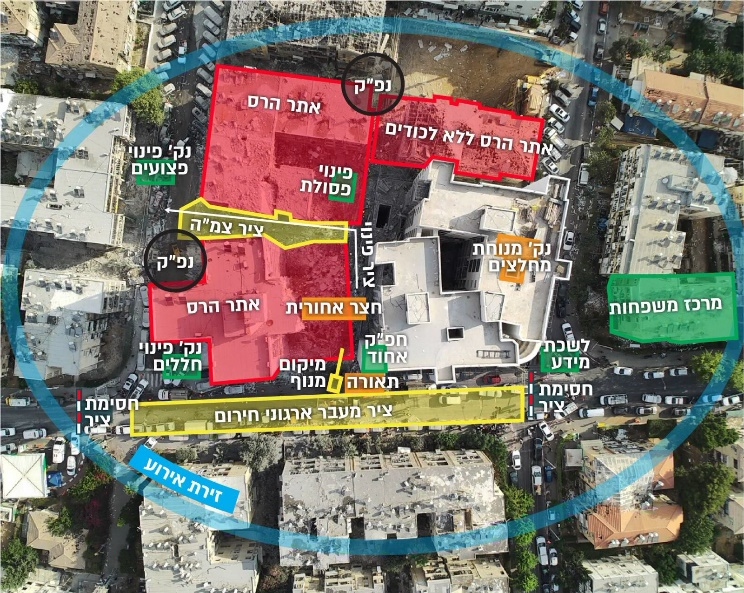 נפ"ק
אתר הרס
אתר הרס ללא לכודים
נק' פינוי
פצועים
פינוי
פסולת
ציר צמ"ה
ציר פינוי
נפ"ק
נק' מנוחת
מחלצים
אתר הרס
חצר אחורית
מרכז משפחות
נק' פינוי
חללים
חפ"ק
אחוד
לשכת
מידע
מיקום
מנוף
תאורה
חסימת
ציר
חסימת
ציר
ציר מעבר ארגוני חירום
זירת אירוע